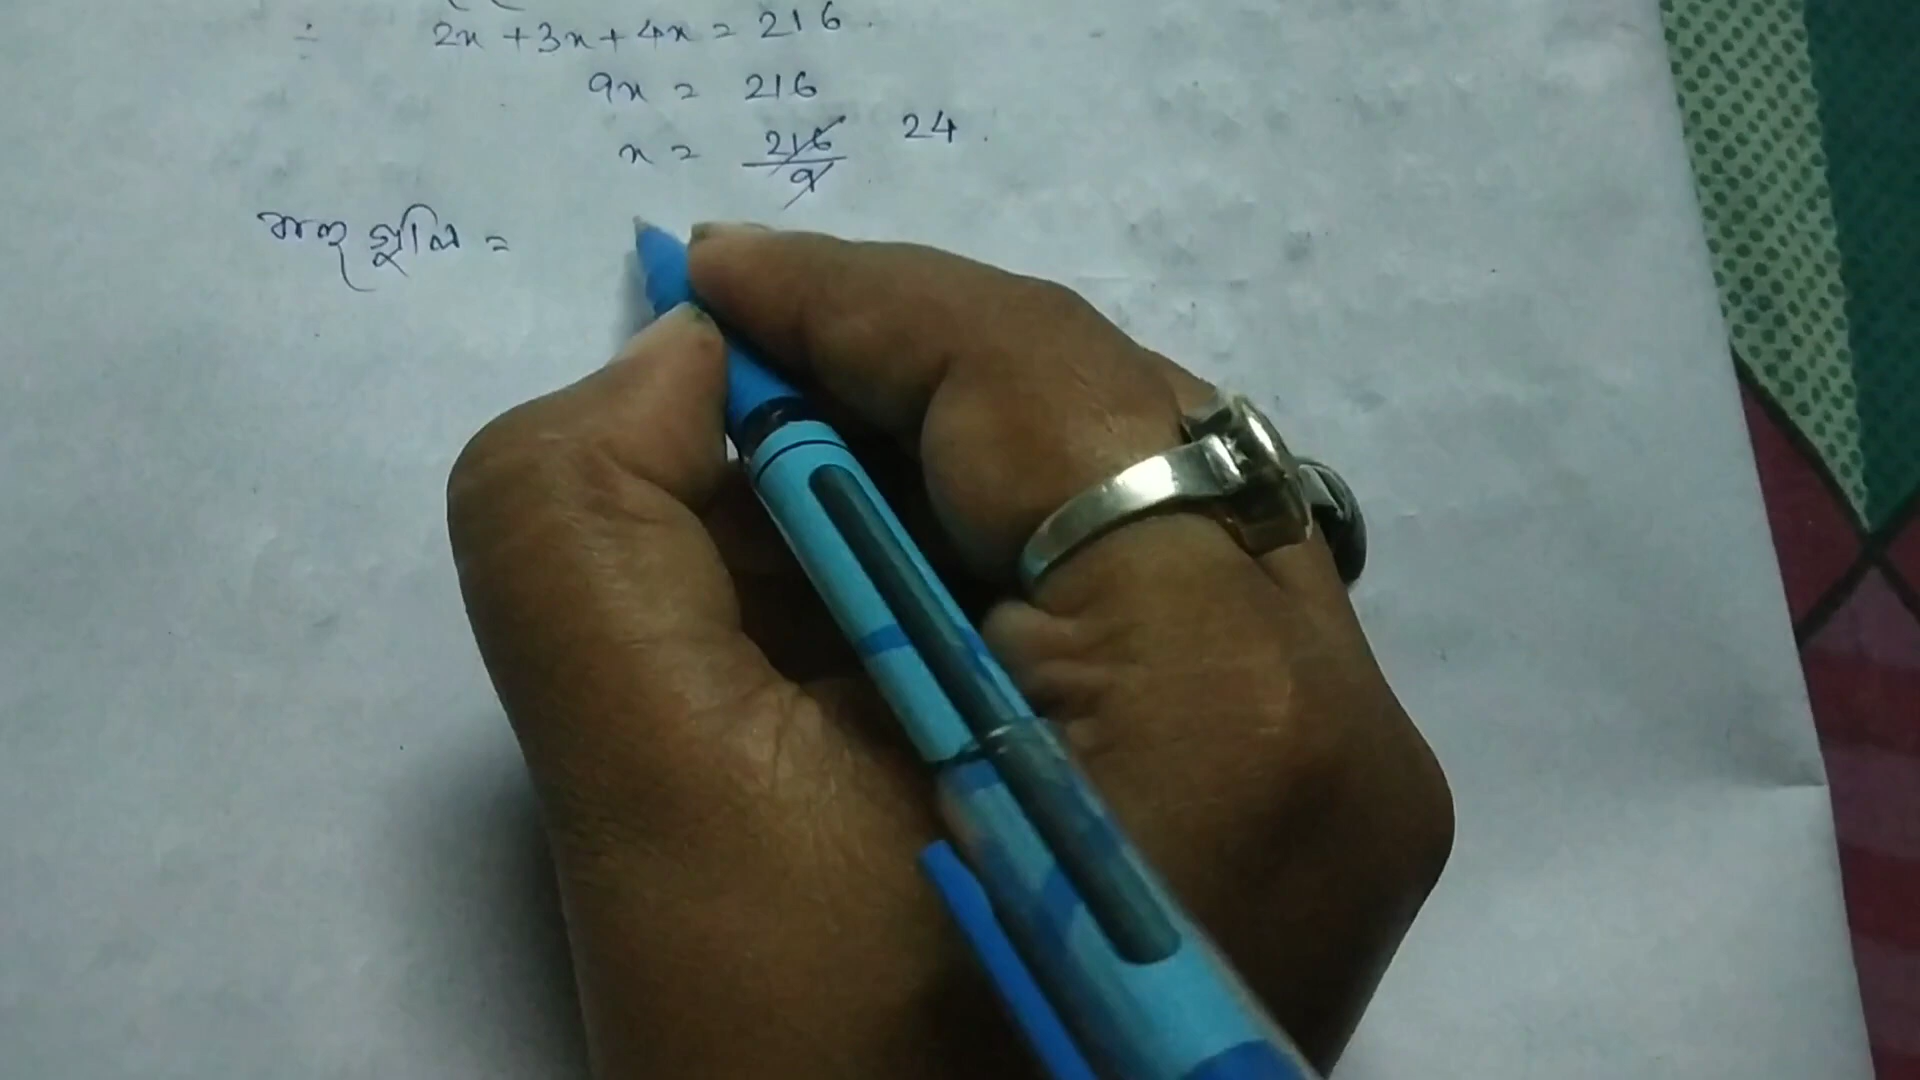 ÷ 2x + 3x + 4x = 216.
9x = 216
x = 216/9 24.
সংখ্যাগুলি =